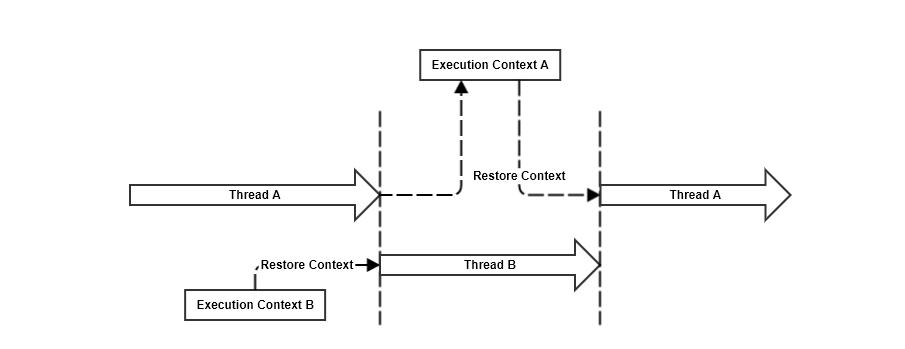 Execution Context A
Restore Context
Thread A
Thread A
Restore Context
Thread B
Execution Context B